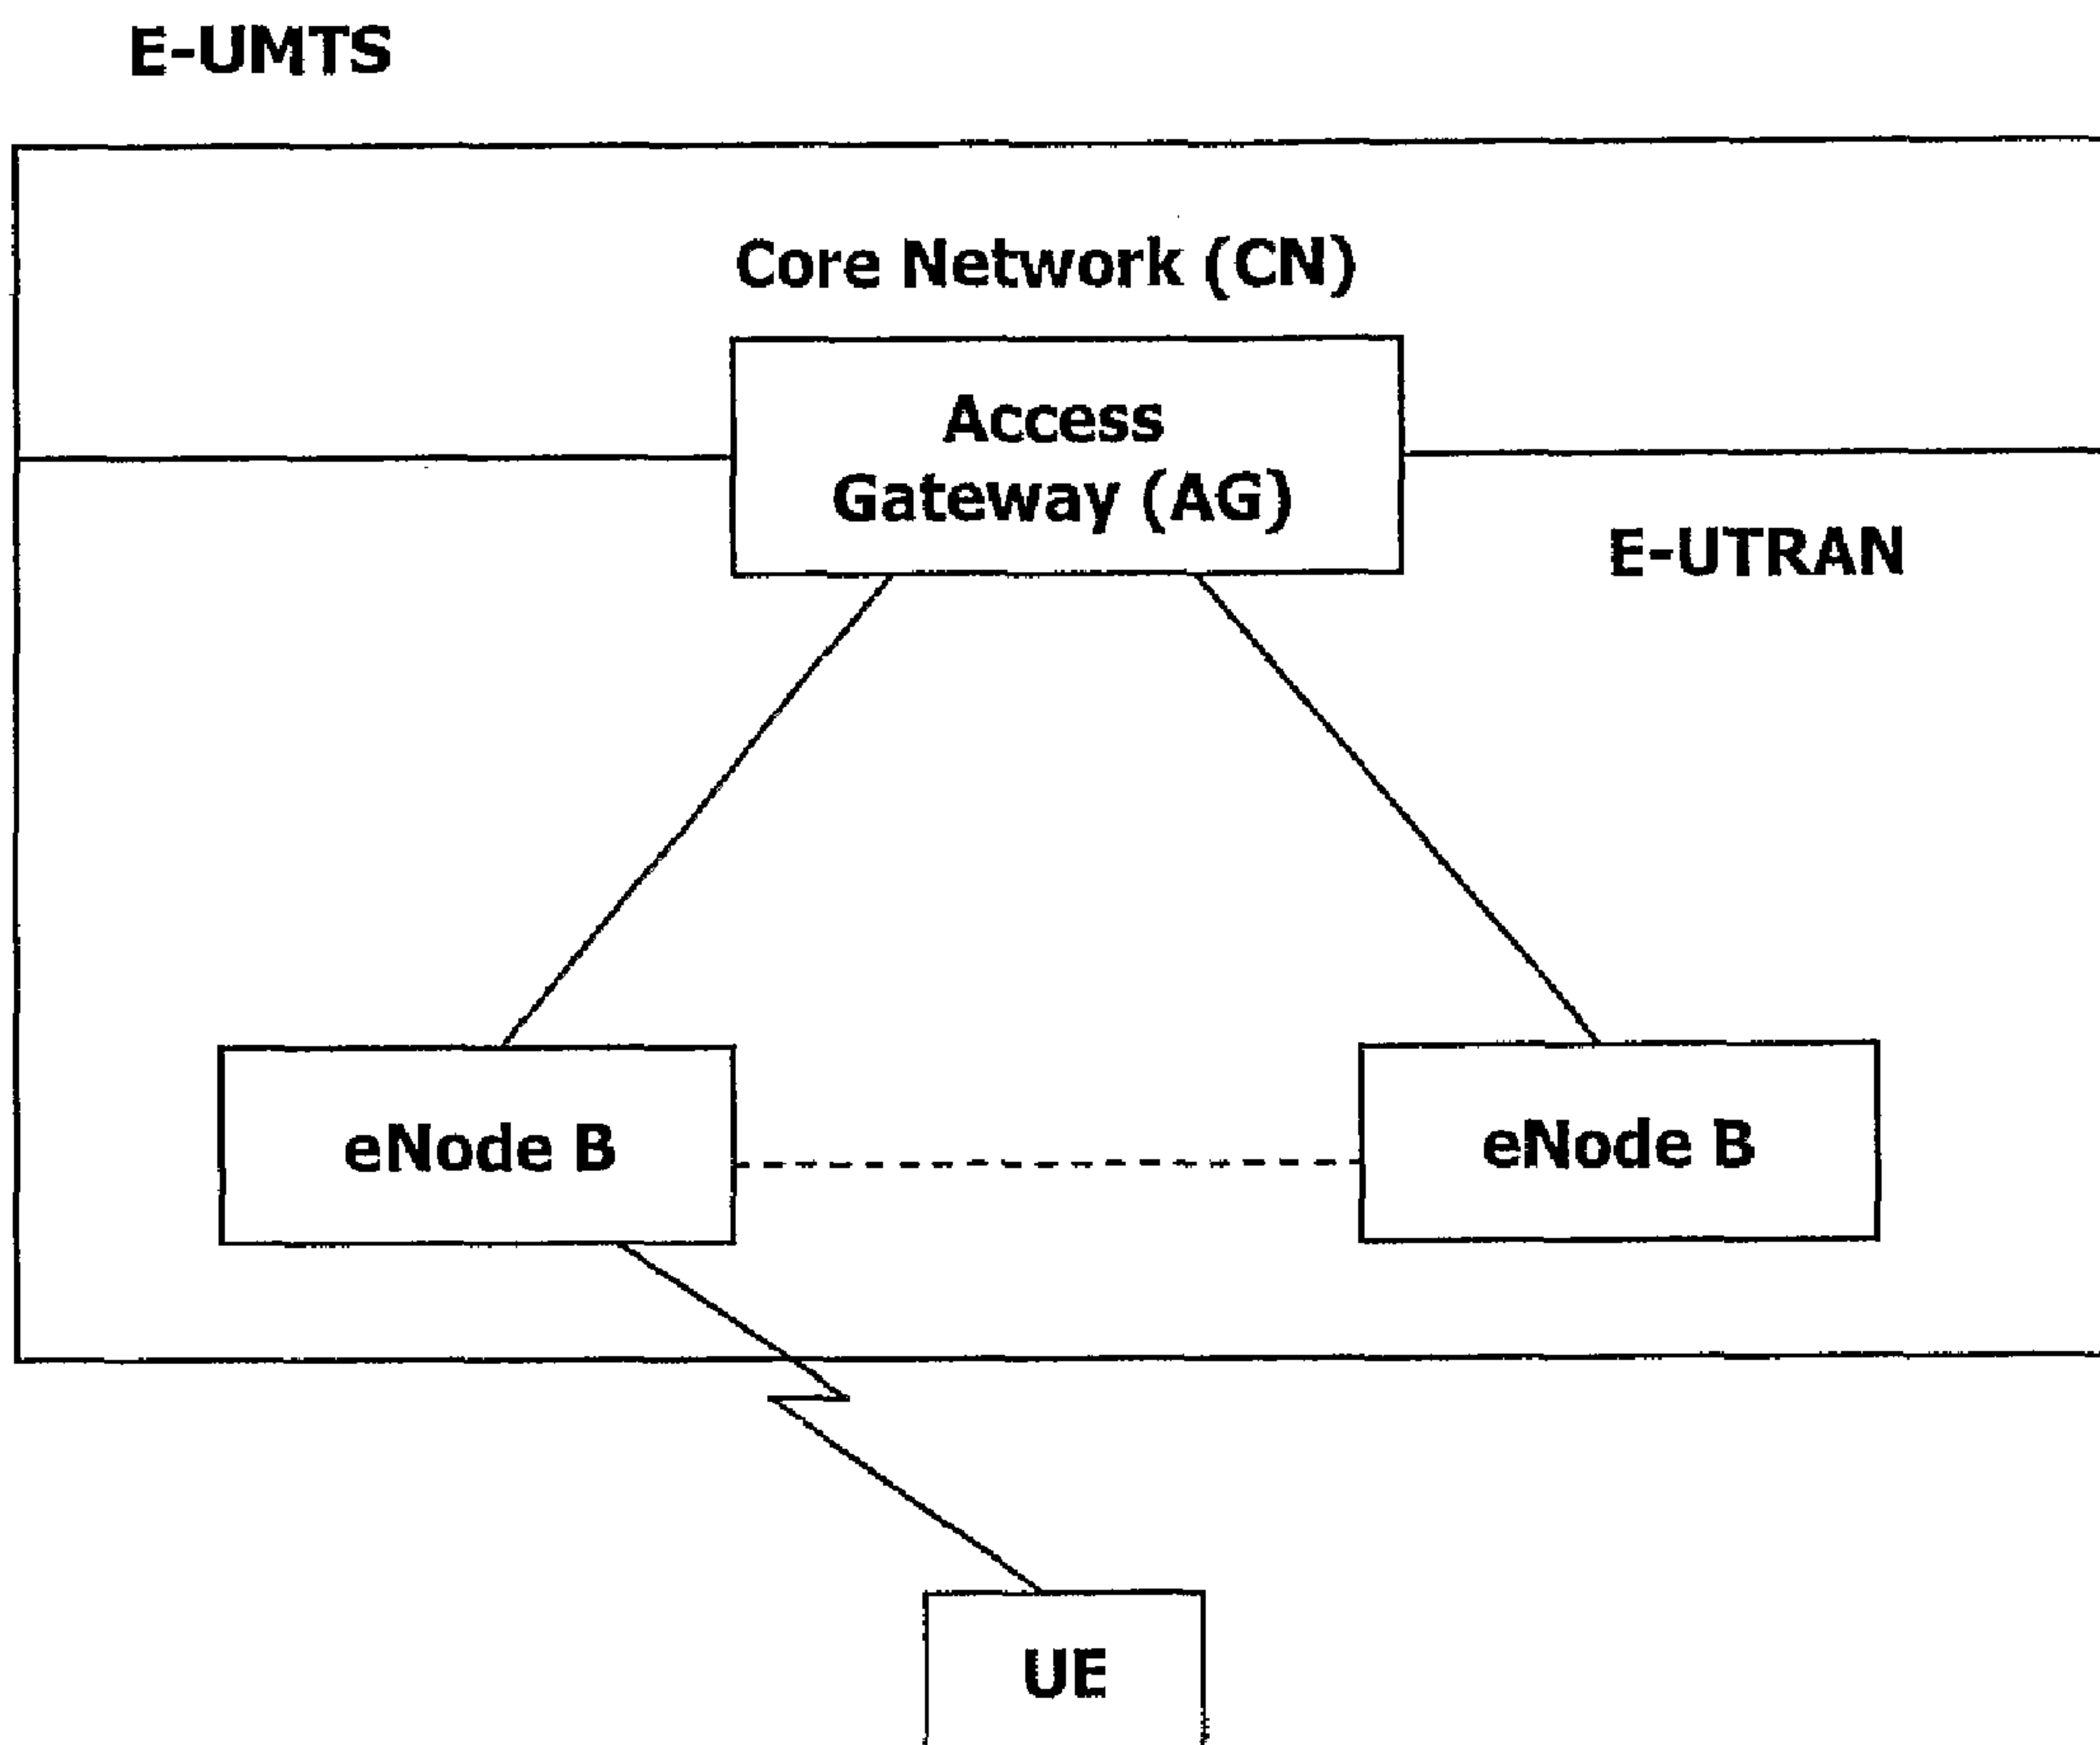 E-UMTS
Core Network (CN)
Access
Gateway (AG)
E-UTRAN
eNode B
eNode B
UE